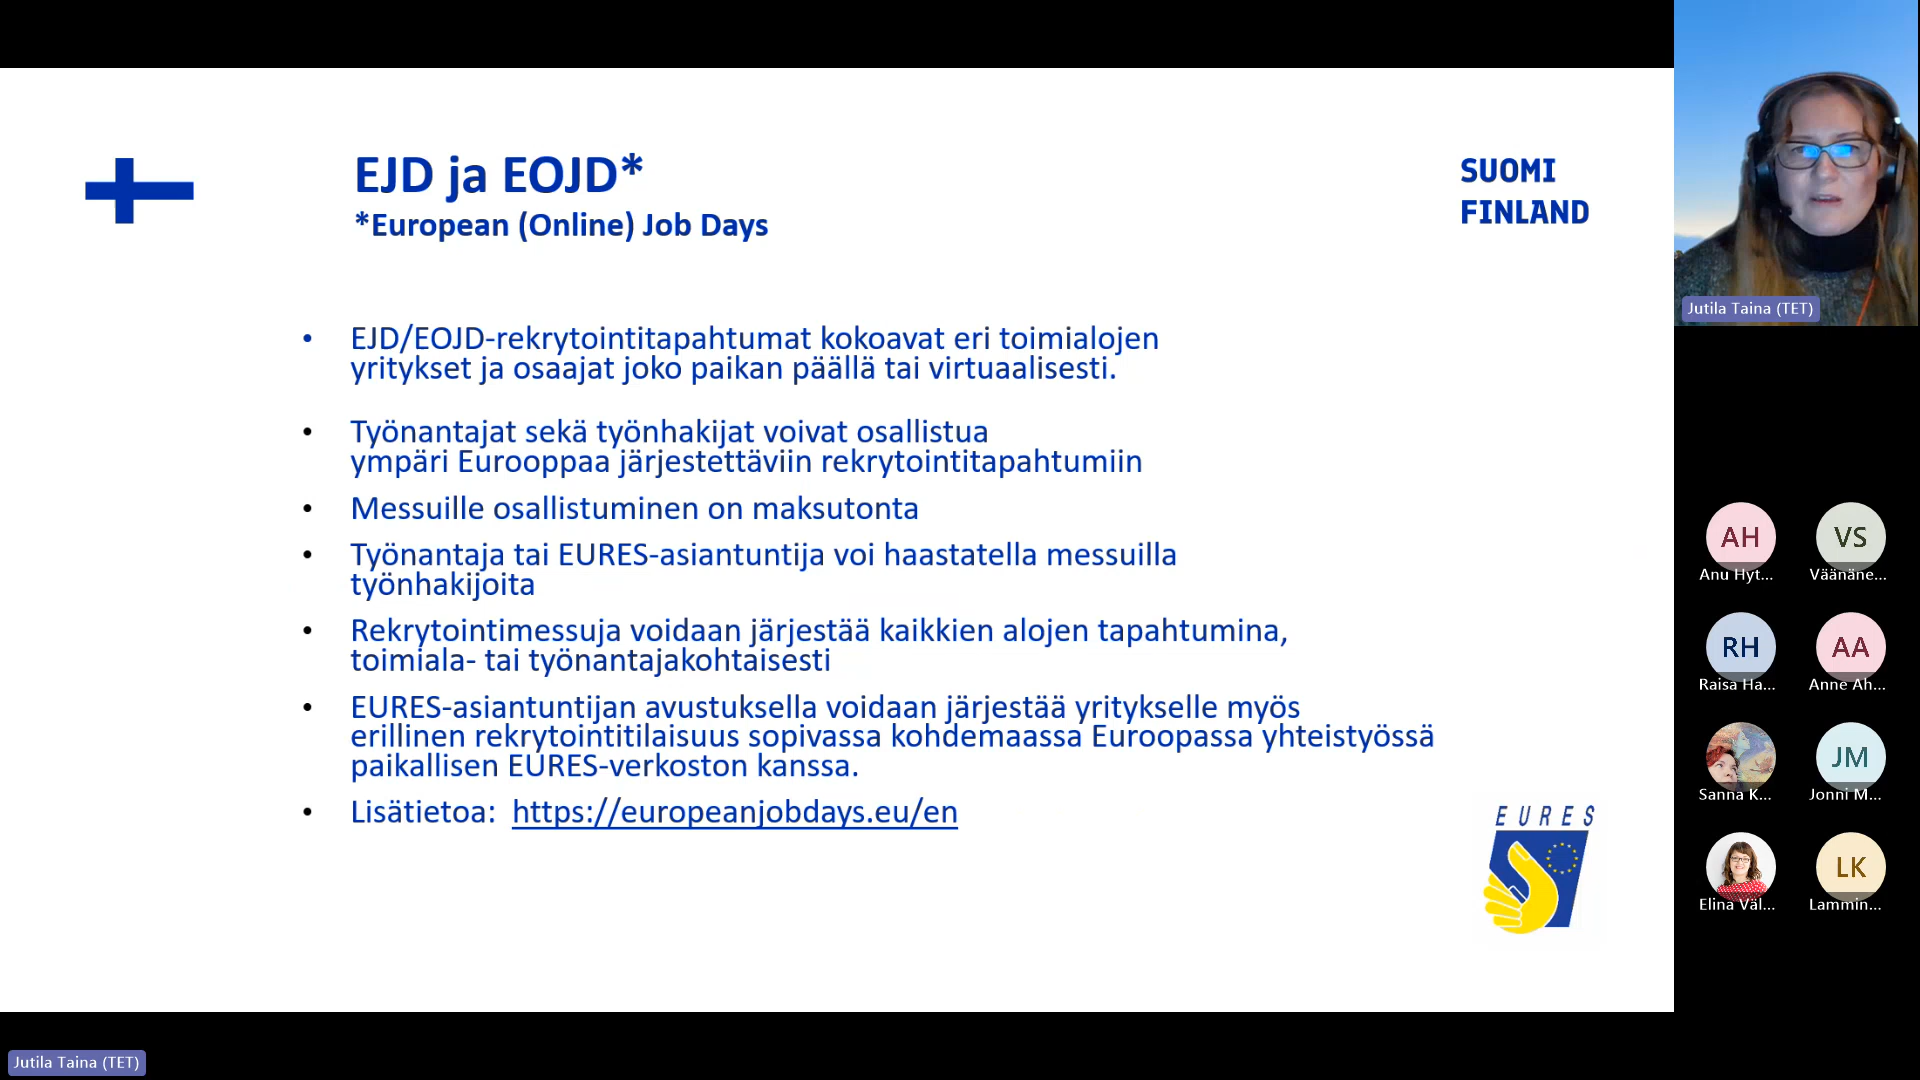 EJD ja EOJD*
*European (Online) Job Days
SUOMI
FINLAND
• EJD/EOJD-rekrytointitapahtumat kokoavat eri toimialojen
yritykset ja osaajat joko paikan päällä tai virtuaalisesti.
• Työnantajat sekä työnhakijat voivat osallistua
ympäri Eurooppaa järjestettäviin rekrytointitapahtumiin
• Messuille osallistuminen on maksutonta
• Työnantaja tai EURES-asiantuntija voi haastatella messuilla
työnhakijoita
• Rekrytointimessuja voidaan järjestää kaikkien alojen tapahtumina,
toimiala- tai työnantajakohtaisesti
• EURES-asiantuntijan avustuksella voidaan järjestää yritykselle myös
erillinen rekrytointitilaisuus sopivassa kohdemaassa Euroopassa yhteistyössä
paikallisen EURES-verkoston kanssa.
• Lisätietoa: https://europeanjobdays.eu/en
EURES
Jutila Taina (TET)
AH
VS
Anu Hyt...
Väänäne...
RH
AA
Raisa Ha...
Anne Ah...
JM
Sanna K...
Jonni M...
LK
Elina Väl...
Lammin...
Jutila Taina (TET)